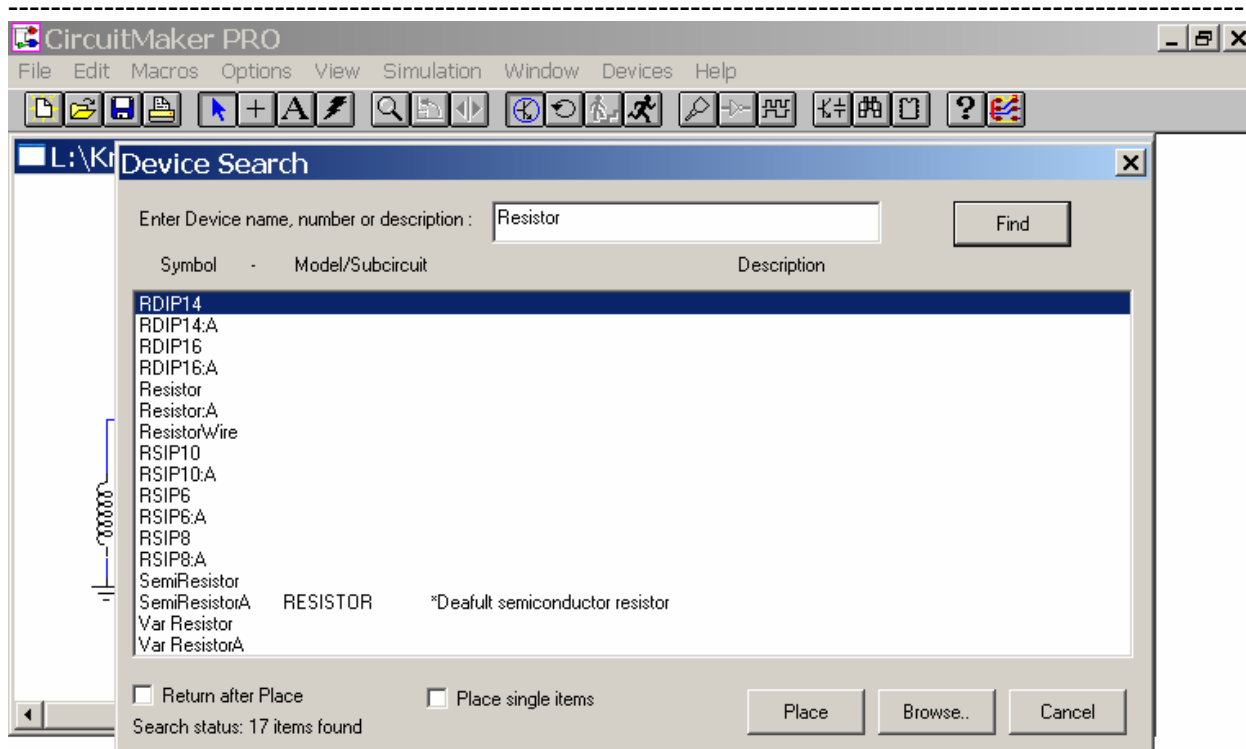 CircuitMaker PRO
File Edit Macros Options View Simulation Window Devices Help
A ?
L:\Kr
Device Search
Enter Device name, number or description : Resistor Find
Symbol - Model/Subcircuit Description
RDIP14
RDIP14:A
RDIP16
RDIP16:A
Resistor
Resistor:A
ResistorWire
RSIP10
RSIP10:A
RSIP6
RSIP6:A
RSIP8
RSIP8:A
SemiResistor
SemiResistorA RESISTOR *Deafult semiconductor resistor
Var Resistor
Var ResistorA
Return after Place Place single items Place Browse.. Cancel
Search status: 17 items found